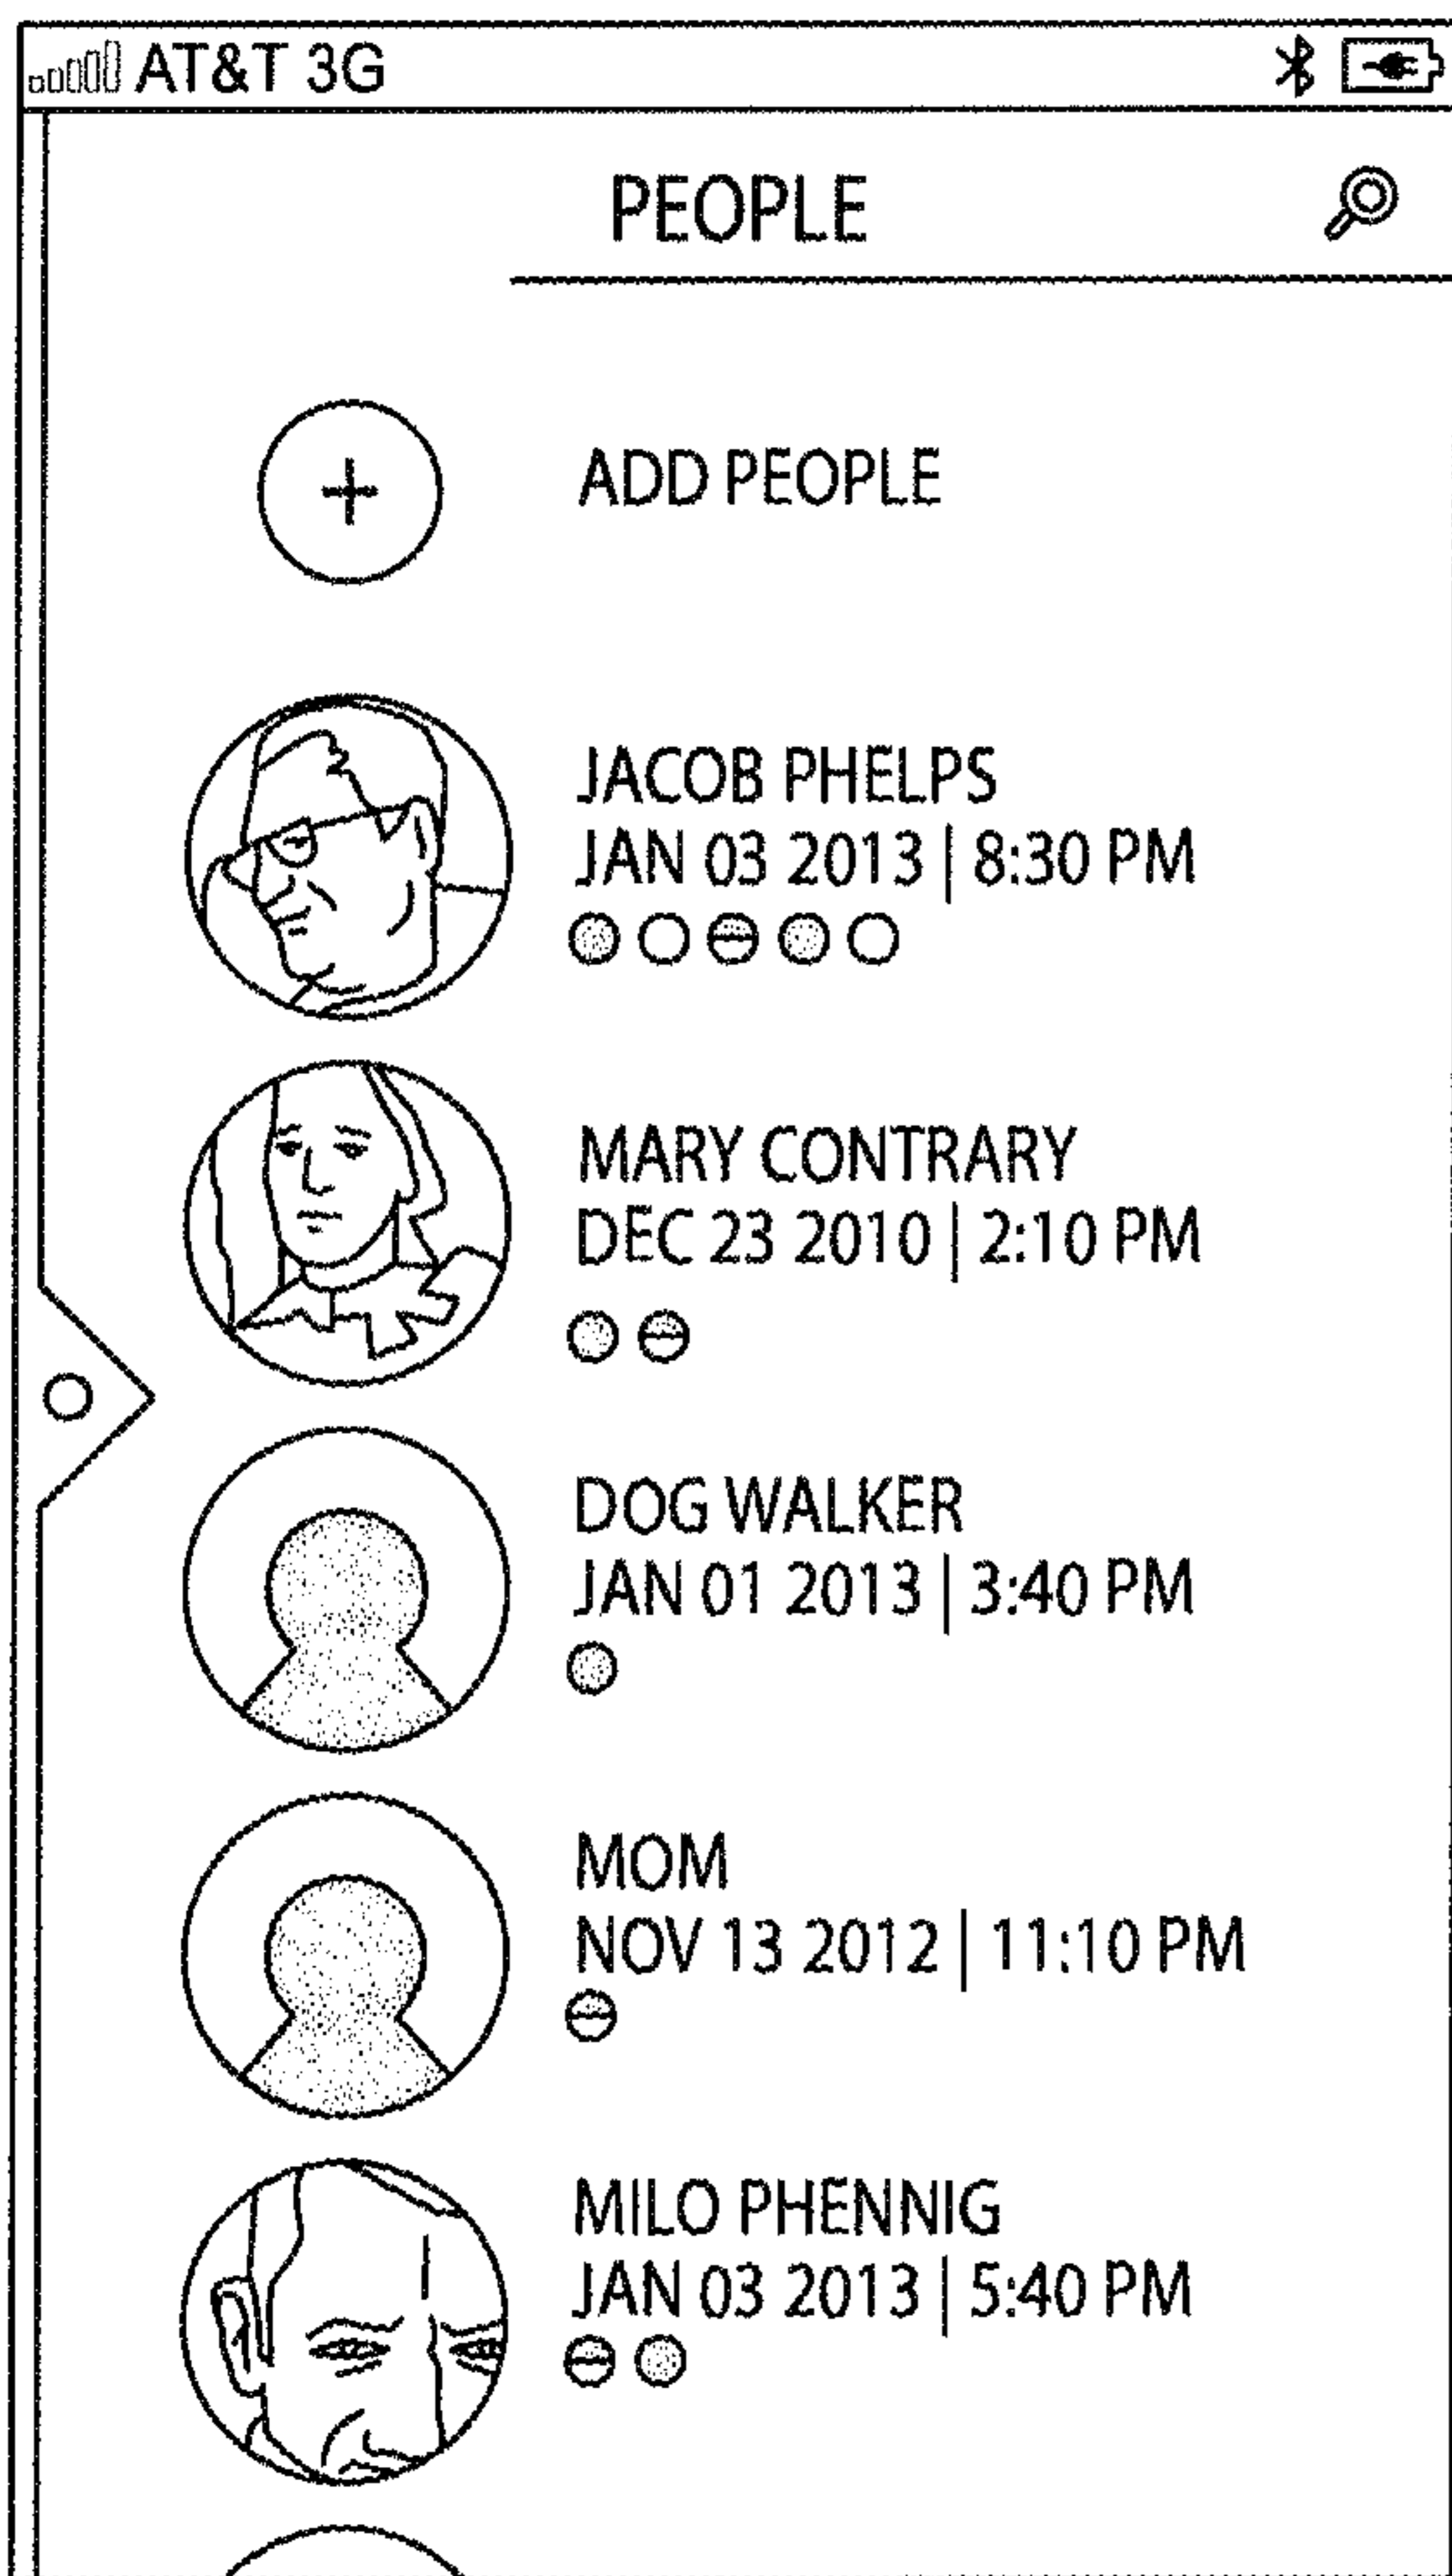 AT&T 3G
PEOPLE
ADD PEOPLE
JACOB PHELPS
JAN 03 2013 | 8:30 PM
MARY CONTRARY
DEC 23 2010 | 2:10 PM
DOG WALKER
JAN 01 2013 | 3:40 PM
MOM
NOV 13 2012 | 11:10 PM
MILO PHENNIG
JAN 03 2013 | 5:40 PM